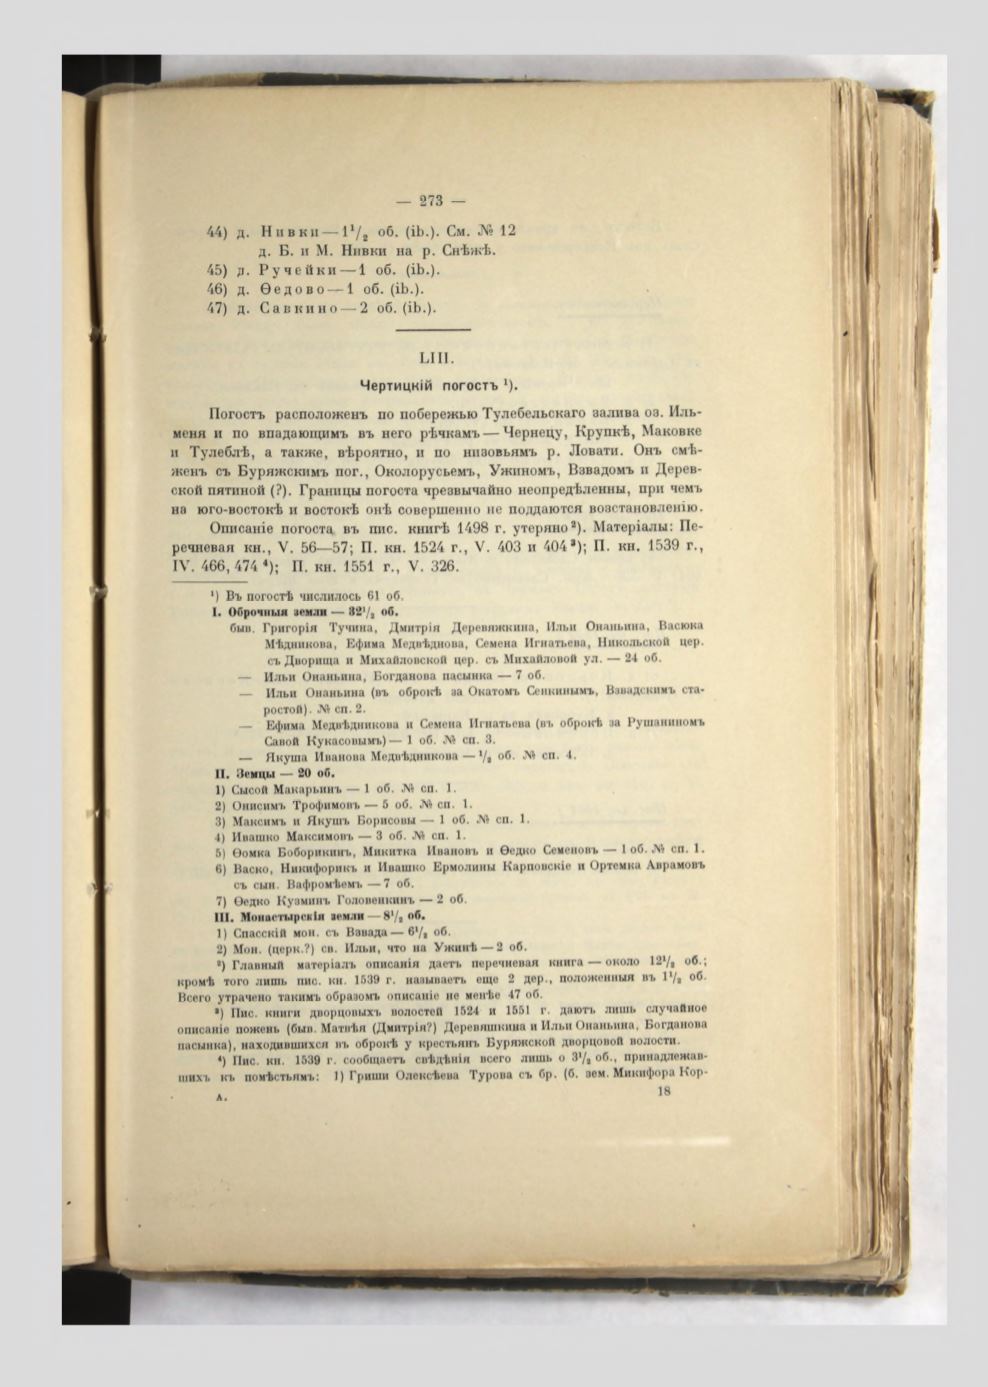 — 273 —
44) д. Нивки—1¹/₂ об. (ib.). См. № 12
д. Б. и М. Нивки на р. Снѣжѣ.
45) д. Ручейки—1 об. (ib.).
46) д. Ѳедово—1 об. (ib.).
47) д. Савкино—2 об. (ib.).
LIII.
Чертицкій погостъ ¹).
Погостъ расположенъ по побережью Тулебельскаго залива оз. Иль-
меня и по впадающимъ въ него рѣчкамъ—Чернецу, Крупкѣ, Маковке
и Тулеблѣ, а также, вѣроятно, и по низовьямъ р. Ловати. Онъ смѣ-
женъ съ Буряжскимъ пог., Околорусьемъ, Ужиномъ, Взвадомъ и Дерев-
ской пятиной (?). Границы погоста чрезвычайно неопредѣленны, при чемъ
на юго-востокѣ и востокѣ онѣ совершенно не поддаются возстановленію.
Описаніе погоста въ пис. книгѣ 1498 г. утеряно ²). Матеріалы: Пе-
речневая кн., V. 56—57; П. кн. 1524 г., V. 403 и 404 ³); П. кн. 1539 г.,
IV. 466, 474 ⁴); П. кн. 1551 г., V. 326.
¹) Въ погостѣ числилось 61 об.
I. Оброчныя земли — 32¹/₂ об.
быв. Григорія Тучина, Дмитрія Деревяжкина, Ильи Онаньина, Васюка
Мѣдникова, Ефима Медвѣднова, Семена Игнатьева, Никольской цер.
съ Дворища и Михайловской цер. съ Михайловой ул. — 24 об.
— Ильи Онаньина, Богданова пасынка — 7 об.
— Ильи Онаньина (въ оброкѣ за Окатомъ Сенкинымъ, Взвадскимъ ста-
ростой). № сп. 2.
— Ефима Медвѣдникова и Семена Игнатьева (въ оброкѣ за Рушаниномъ
Савой Кукасовымъ)— 1 об. № сп. 3.
— Якуша Иванова Медвѣдникова — ¹/₂ об. № сп. 4.
II. Земцы — 20 об.
1) Сысой Макарьинъ — 1 об. № сп. 1.
2) Онисимъ Трофимовъ — 5 об. № сп. 1.
3) Максимъ и Якушъ Борисовы — 1 об. № сп. 1.
4) Ивашко Максимовъ — 3 об. № сп. 1.
5) Ѳомка Боборикинъ, Микитка Ивановъ и Ѳедко Семеновъ — 1 об. № сп. 1.
6) Васко, Никифорикъ и Ивашко Ермолины Карповскіе и Ортемка Аврамовъ
съ сын. Вафромѣемъ —7 об.
7) Ѳедко Кузминъ Головенкинъ — 2 об.
III. Монастырскія земли—8¹/₂ об.
1) Спасскій мон. съ Взвада— 6¹/₂ об.
2) Мон. (церк.?) св. Ильи, что на Ужинѣ—2 об.
²) Главный матеріалъ описанія даетъ перечневая книга — около 12¹/₂ об.;
кромѣ того лишь пис. кн. 1539 г. называетъ еще 2 дер., положенныя въ 1¹/₂ об.
Всего утрачено такимъ образомъ описаніе не менѣе 47 об.
³) Пис. книги дворцовыхъ волостей 1524 и 1551 г. даютъ лишь случайное
описаніе пожень (быв. Матвѣя (Дмитрія?) Деревяшкина и Ильи Онаньина, Богданова
пасынка), находившихся въ оброкѣ у крестьянъ Буряжской дворцовой волости.
⁴) Пис. кн. 1539 г. сообщаетъ свѣдѣнія всего лишь о 3¹/₂ об., принадлежав-
шихъ къ помѣстьямъ: 1) Гриши Олексѣева Турова съ бр. (б. зем. Микифора Кор-
А.
18